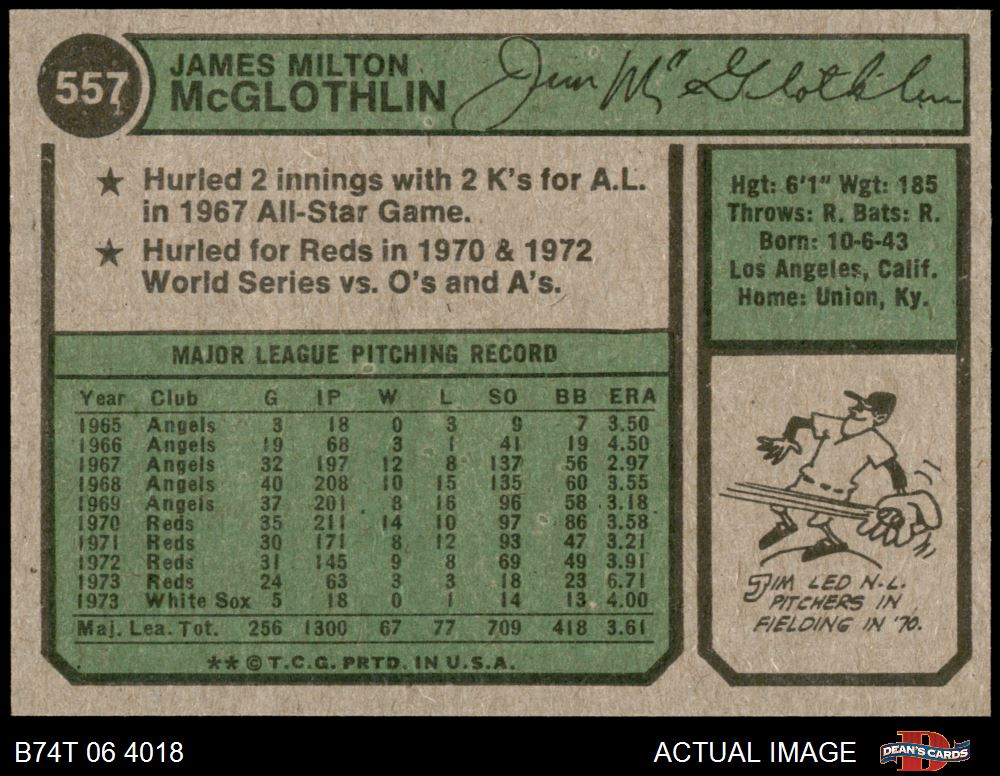 557
JAMES MILTON
McGLOTHLIN
Jim McGlothlin
★ Hurled 2 innings with 2 K's for A.L.
in 1967 All-Star Game.
★ Hurled for Reds in 1970 & 1972
World Series vs. O's and A's.
Hgt: 6'1" Wgt: 185
Throws: R. Bats: R.
Born: 10-6-43
Los Angeles, Calif.
Home: Union, Ky.
MAJOR LEAGUE PITCHING RECORD
Year Club G IP W L SO BB ERA
1965 Angels 3 18 0 3 9 7 3.50
1966 Angels 19 68 3 1 41 19 4.50
1967 Angels 32 197 12 8 137 56 2.97
1968 Angels 40 208 10 15 135 60 3.55
1969 Angels 37 201 8 16 96 58 3.18
1970 Reds 35 211 14 10 97 86 3.58
1971 Reds 30 171 8 12 93 47 3.21
1972 Reds 31 145 9 8 69 49 3.91
1973 Reds 24 63 3 3 18 23 6.71
1973 White Sox 5 18 0 1 14 13 4.00
Maj. Lea. Tot. 256 1300 67 77 709 418 3.61
** © T.C.G. PRTD. IN U.S.A.
JIM LED N.L.
PITCHERS IN
FIELDING IN '70.
B74T 06 4018
ACTUAL IMAGE
DEAN'S CARDS